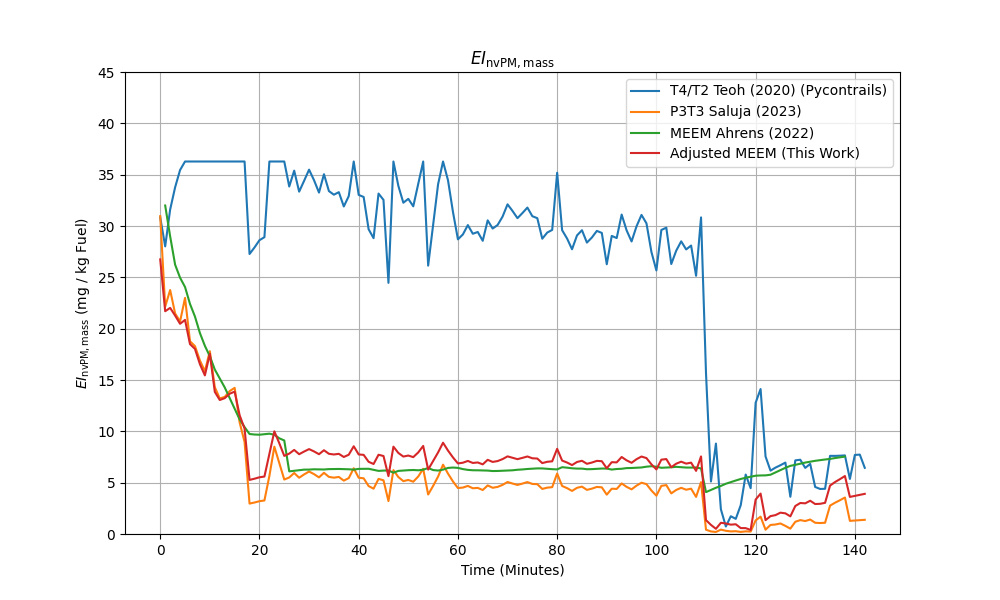 EI_nvPM, mass
T4/T2 Teoh (2020) (Pycontrails)
P3T3 Saluja (2023)
MEEM Ahrens (2022)
Adjusted MEEM (This Work)
EI_nvPM, mass (mg / kg Fuel)
45
40
35
30
25
20
15
10
5
0
0 20 40 60 80 100 120 140
Time (Minutes)